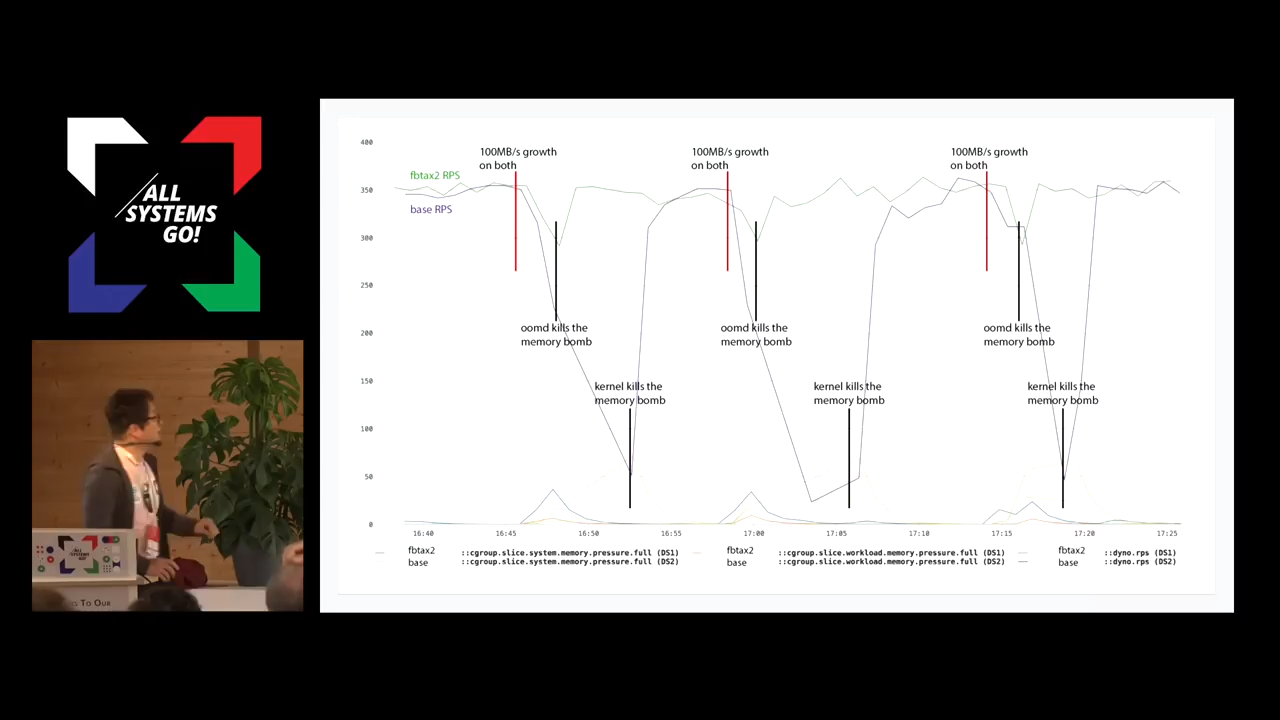 ALL
SYSTEMS
GO!
400
350
300
250
200
150
100
50
0
100MB/s growth
on both
100MB/s growth
on both
100MB/s growth
on both
fbtax2 RPS
base RPS
oomd kills the
memory bomb
oomd kills the
memory bomb
oomd kills the
memory bomb
kernel kills the
memory bomb
kernel kills the
memory bomb
kernel kills the
memory bomb
16:40
16:45
16:50
16:55
17:00
17:05
17:10
17:15
17:20
17:25
fbtax2 ::cgroup.slice.system.memory.pressure.full (DS1)
base ::cgroup.slice.system.memory.pressure.full (DS2)
fbtax2 ::cgroup.slice.workload.memory.pressure.full (DS1)
base ::cgroup.slice.workload.memory.pressure.full (DS2)
fbtax2 ::dyno.rps (DS1)
base ::dyno.rps (DS2)
ALL
SYSTEMS
GO!
To Our